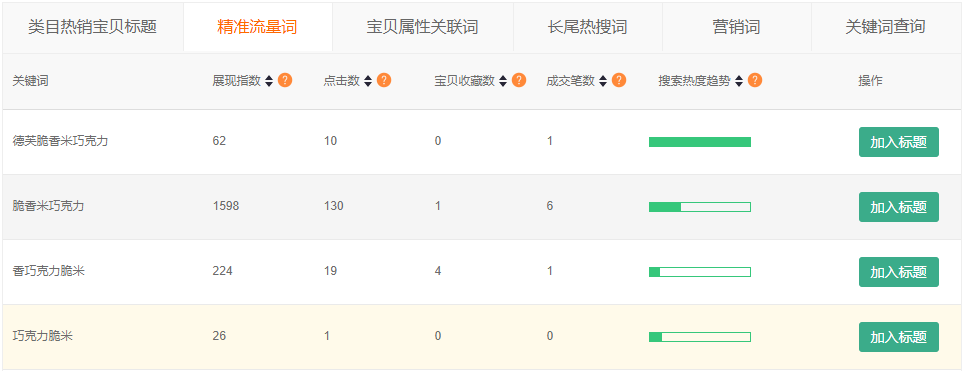 类目热销宝贝标题 精准流量词 宝贝属性关联词 长尾热搜词 营销词 关键词查询
关键词 展现指数 ? 点击数 ? 宝贝收藏数 ? 成交笔数 ? 搜索热度趋势 ? 操作
德芙脆香米巧克力 62 10 0 1 加入标题
脆香米巧克力 1598 130 1 6 加入标题
香巧克力脆米 224 19 4 1 加入标题
巧克力脆米 26 1 0 0 加入标题